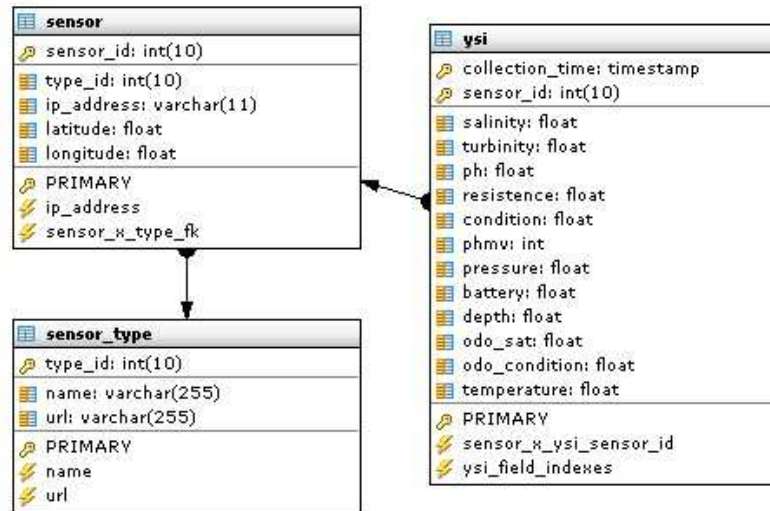 sensor
sensor_id: int(10)
type_id: int(10)
ip_address: varchar(11)
latitude: float
longitude: float
PRIMARY
ip_address
sensor_x_type_fk
sensor_type
type_id: int(10)
name: varchar(255)
url: varchar(255)
PRIMARY
name
url
ysi
collection_time: timestamp
sensor_id: int(10)
salinity: float
turbinity: float
ph: float
resistence: float
condition: float
phmv: int
pressure: float
battery: float
depth: float
odo_sat: float
odo_condition: float
temperature: float
PRIMARY
sensor_x_ysi_sensor_id
ysi_field_indexes